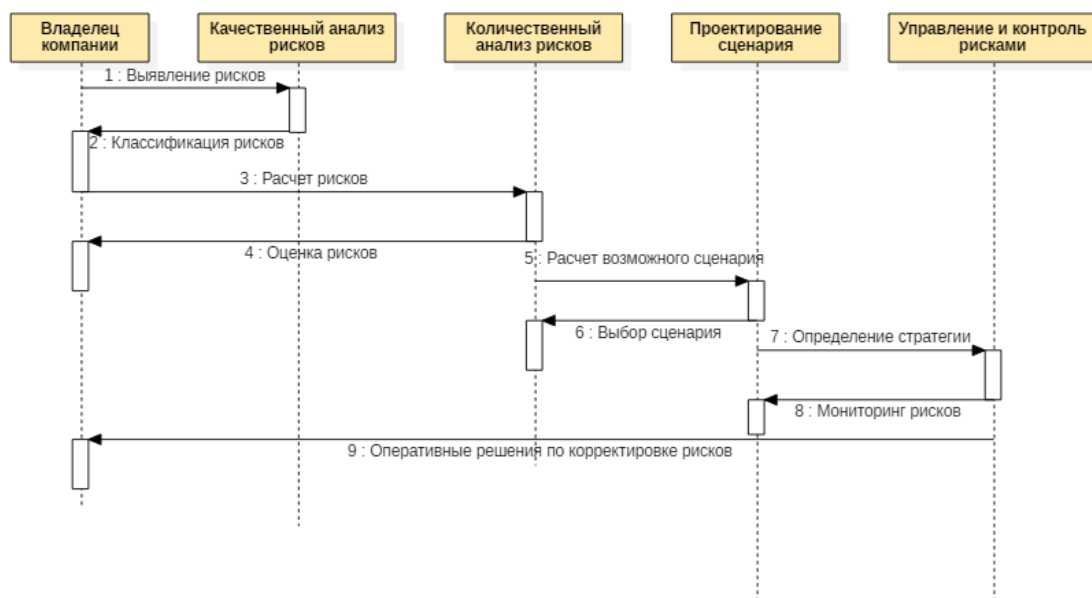 Владелец
компании
Качественный анализ
рисков
Количественный
анализ рисков
Проектирование
сценария
Управление и контроль
рисками
1 : Выявление рисков
2 : Классификация рисков
3 : Расчет рисков
4 : Оценка рисков
5 : Расчет возможного сценария
6 : Выбор сценария
7 : Определение стратегии
8 : Мониторинг рисков
9 : Оперативные решения по корректировке рисков